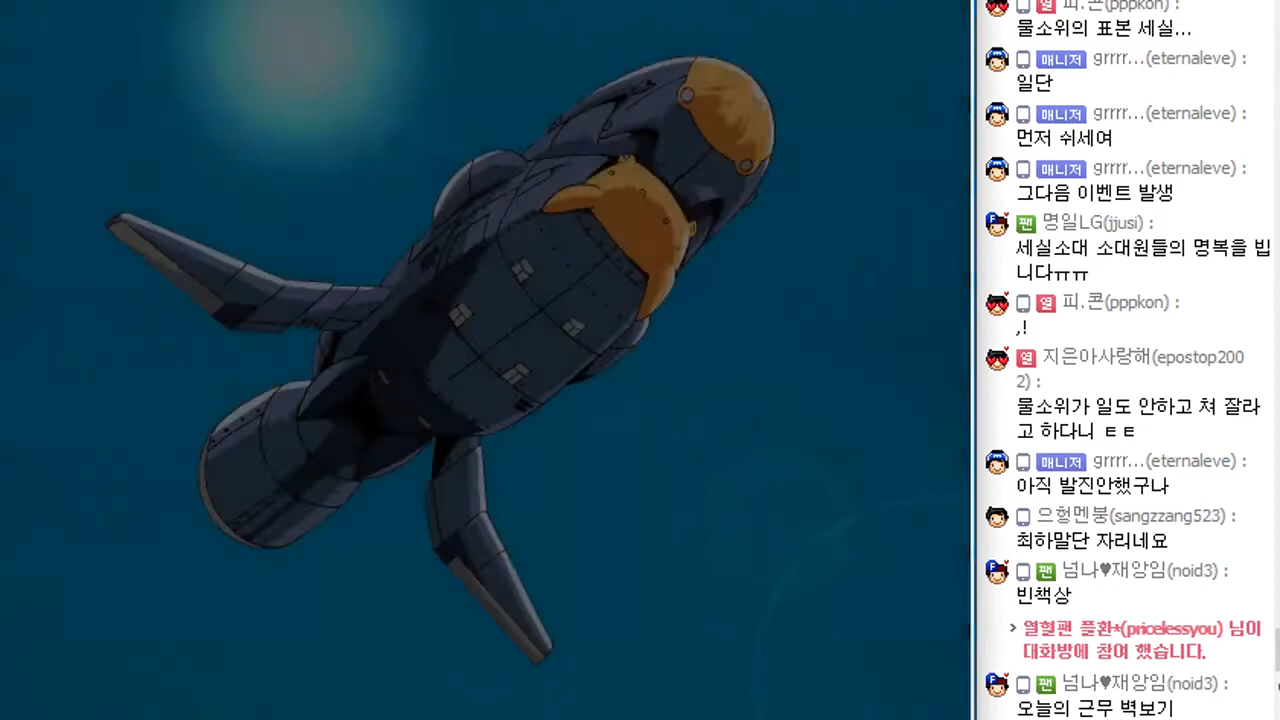 열 피.콘(pppkon) :
물소위의 표본 세실...
매니저 grrrr...(eternaleve) :
일단
매니저 grrrr...(eternaleve) :
먼저 쉬세여
매니저 grrrr...(eternaleve) :
그다음 이벤트 발생
팬 명일LG(jjusi) :
세실소대 소대원들의 명복을 빕
니다ㅠㅠ
열 피.콘(pppkon) :
,!
열 지은아사랑해(epostop200
2) :
물소위가 일도 안하고 쳐 잘라
고 하다니 ㅌㅌ
매니저 grrrr...(eternaleve) :
아직 발진안했구나
으헝멘붕(sangzzang523) :
최하말단 자리네요
팬 넘나♥재앙임(noid3) :
빈책상
> 열혈팬 플환*(pricelessyou) 님이
대화방에 참여 했습니다.
팬 넘나♥재앙임(noid3) :
오늘의 근무 벽보기